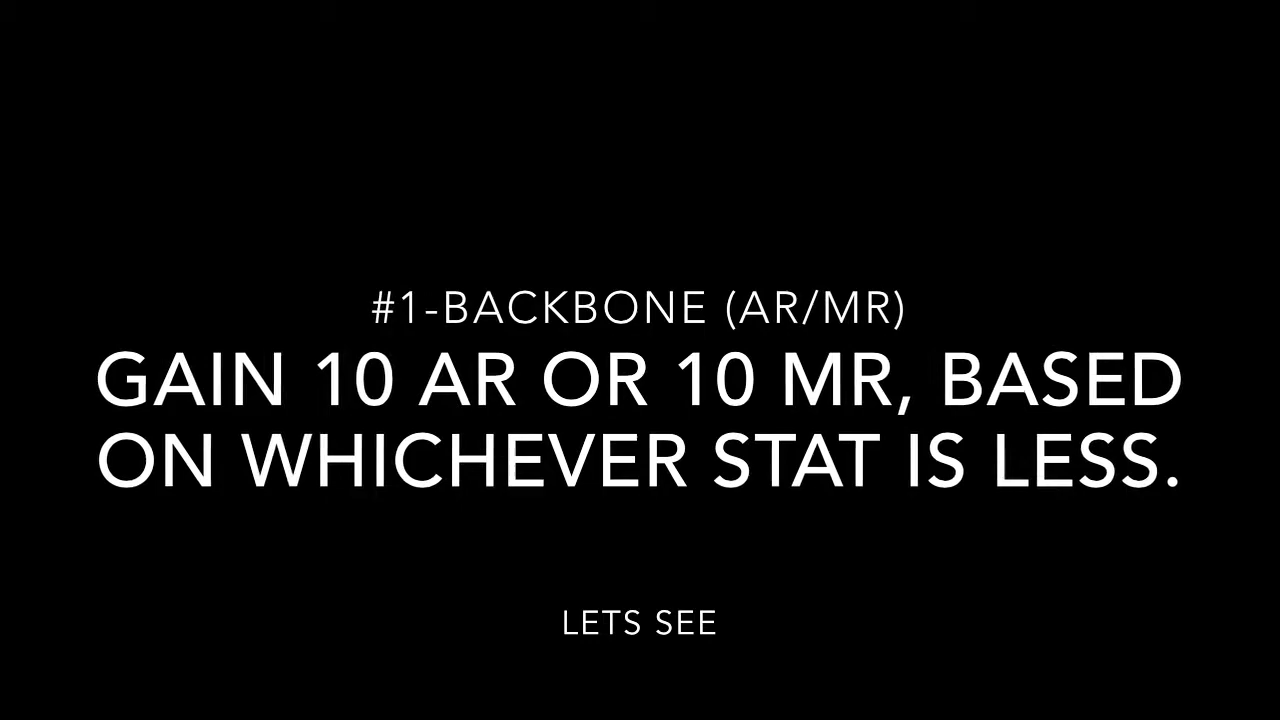 #1-BACKBONE (AR/MR)
GAIN 10 AR OR 10 MR, BASED
ON WHICHEVER STAT IS LESS.
LETS SEE